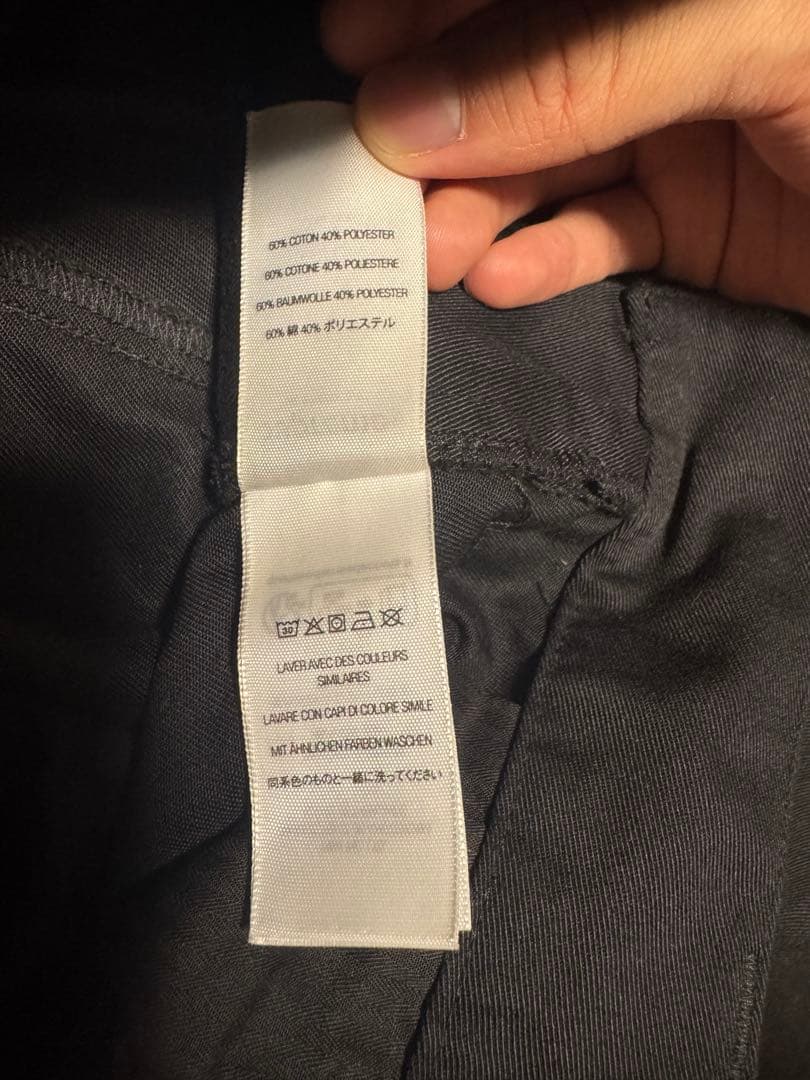 60% COTON 40% POLYESTER
60% COTONE 40% POLIESTERE
60% BAUMWOLLE 40% POLYESTER
60% 綿 40% ポリエステル
30
LAVER AVEC DES COULEURS
SIMILAIRES
LAVARE CON CAPI DI COLORE SIMILE
MIT ÄHNLICHEN FARBEN WASCHEN
同系色のものと一緒に洗ってください